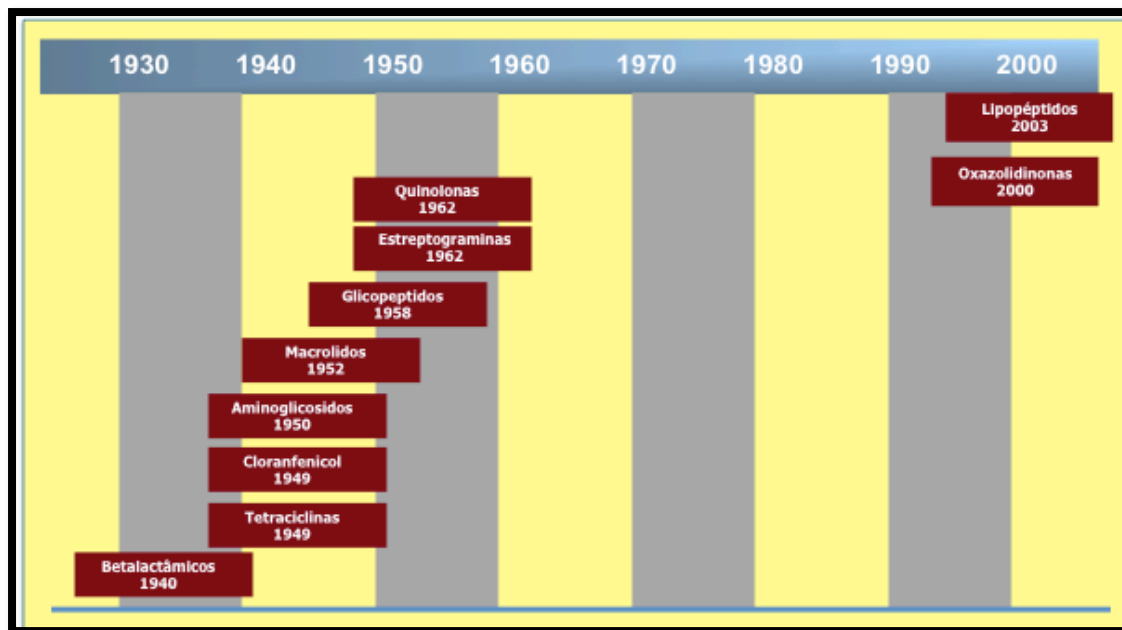 1930 1940 1950 1960 1970 1980 1990 2000
Lipopéptidos
2003
Oxazolidinonas
2000
Quinolonas
1962
Estreptograminas
1962
Glicopeptidos
1958
Macrolidos
1952
Aminoglicosidos
1950
Cloranfenicol
1949
Tetraciclinas
1949
Betalactâmicos
1940